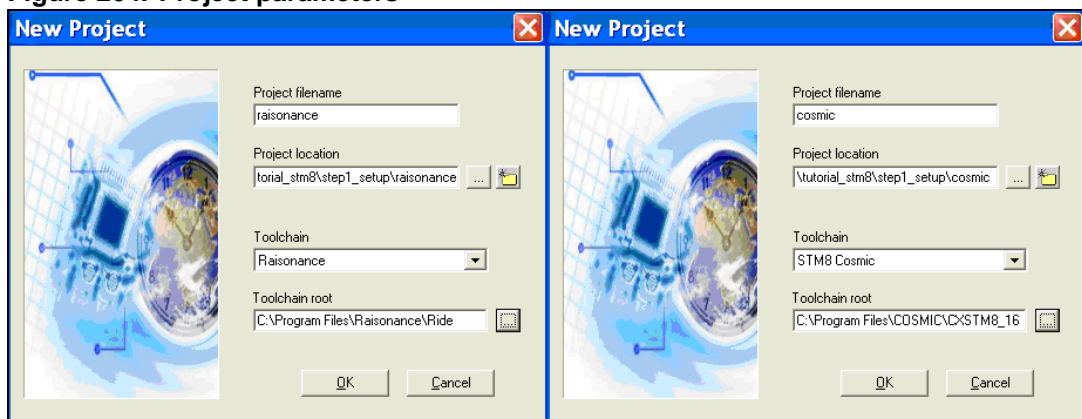 New Project
Project filename
raisonance
Project location
torial_stm8\step1_setup\raisonance
...
Toolchain
Raisonance
Toolchain root
C:\Program Files\Raisonance\Ride
...
OK
Cancel
New Project
Project filename
cosmic
Project location
\tutorial_stm8\step1_setup\cosmic
...
Toolchain
STM8 Cosmic
Toolchain root
C:\Program Files\COSMIC\CXSTM8_16
...
OK
Cancel